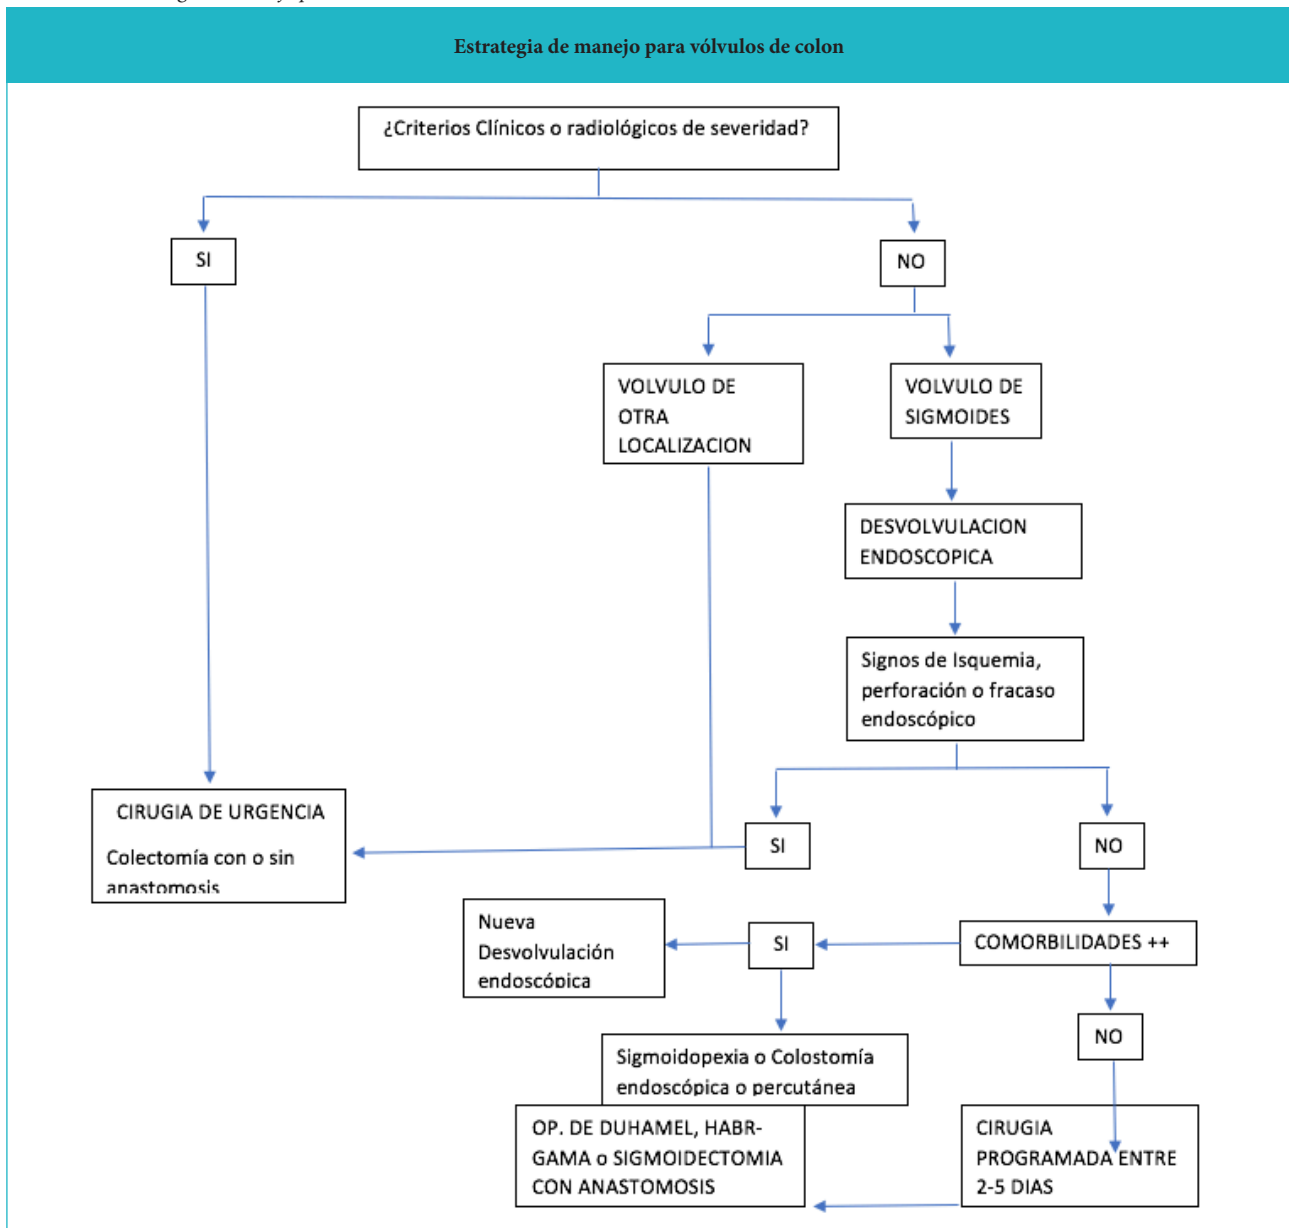 Estrategia de manejo para vólvulos de colon
¿Criterios Clínicos o radiológicos de severidad?
SI
NO
VOLVULO DE
OTRA
LOCALIZACION
VOLVULO DE
SIGMOIDES
DESVOLVULACION
ENDOSCOPICA
Signos de Isquemia,
perforación o fracaso
endoscópico
CIRUGIA DE URGENCIA
Colectomía con o sin
anastomosis
SI
NO
Nueva
Desvolvulación
endoscópica
SI
COMORBILIDADES ++
NO
Sigmoidopexia o Colostomía
endoscópica o percutánea
OP. DE DUHAMEL, HABR-
GAMA o SIGMOIDECTOMIA
CON ANASTOMOSIS
CIRUGIA
PROGRAMADA ENTRE
2-5 DIAS